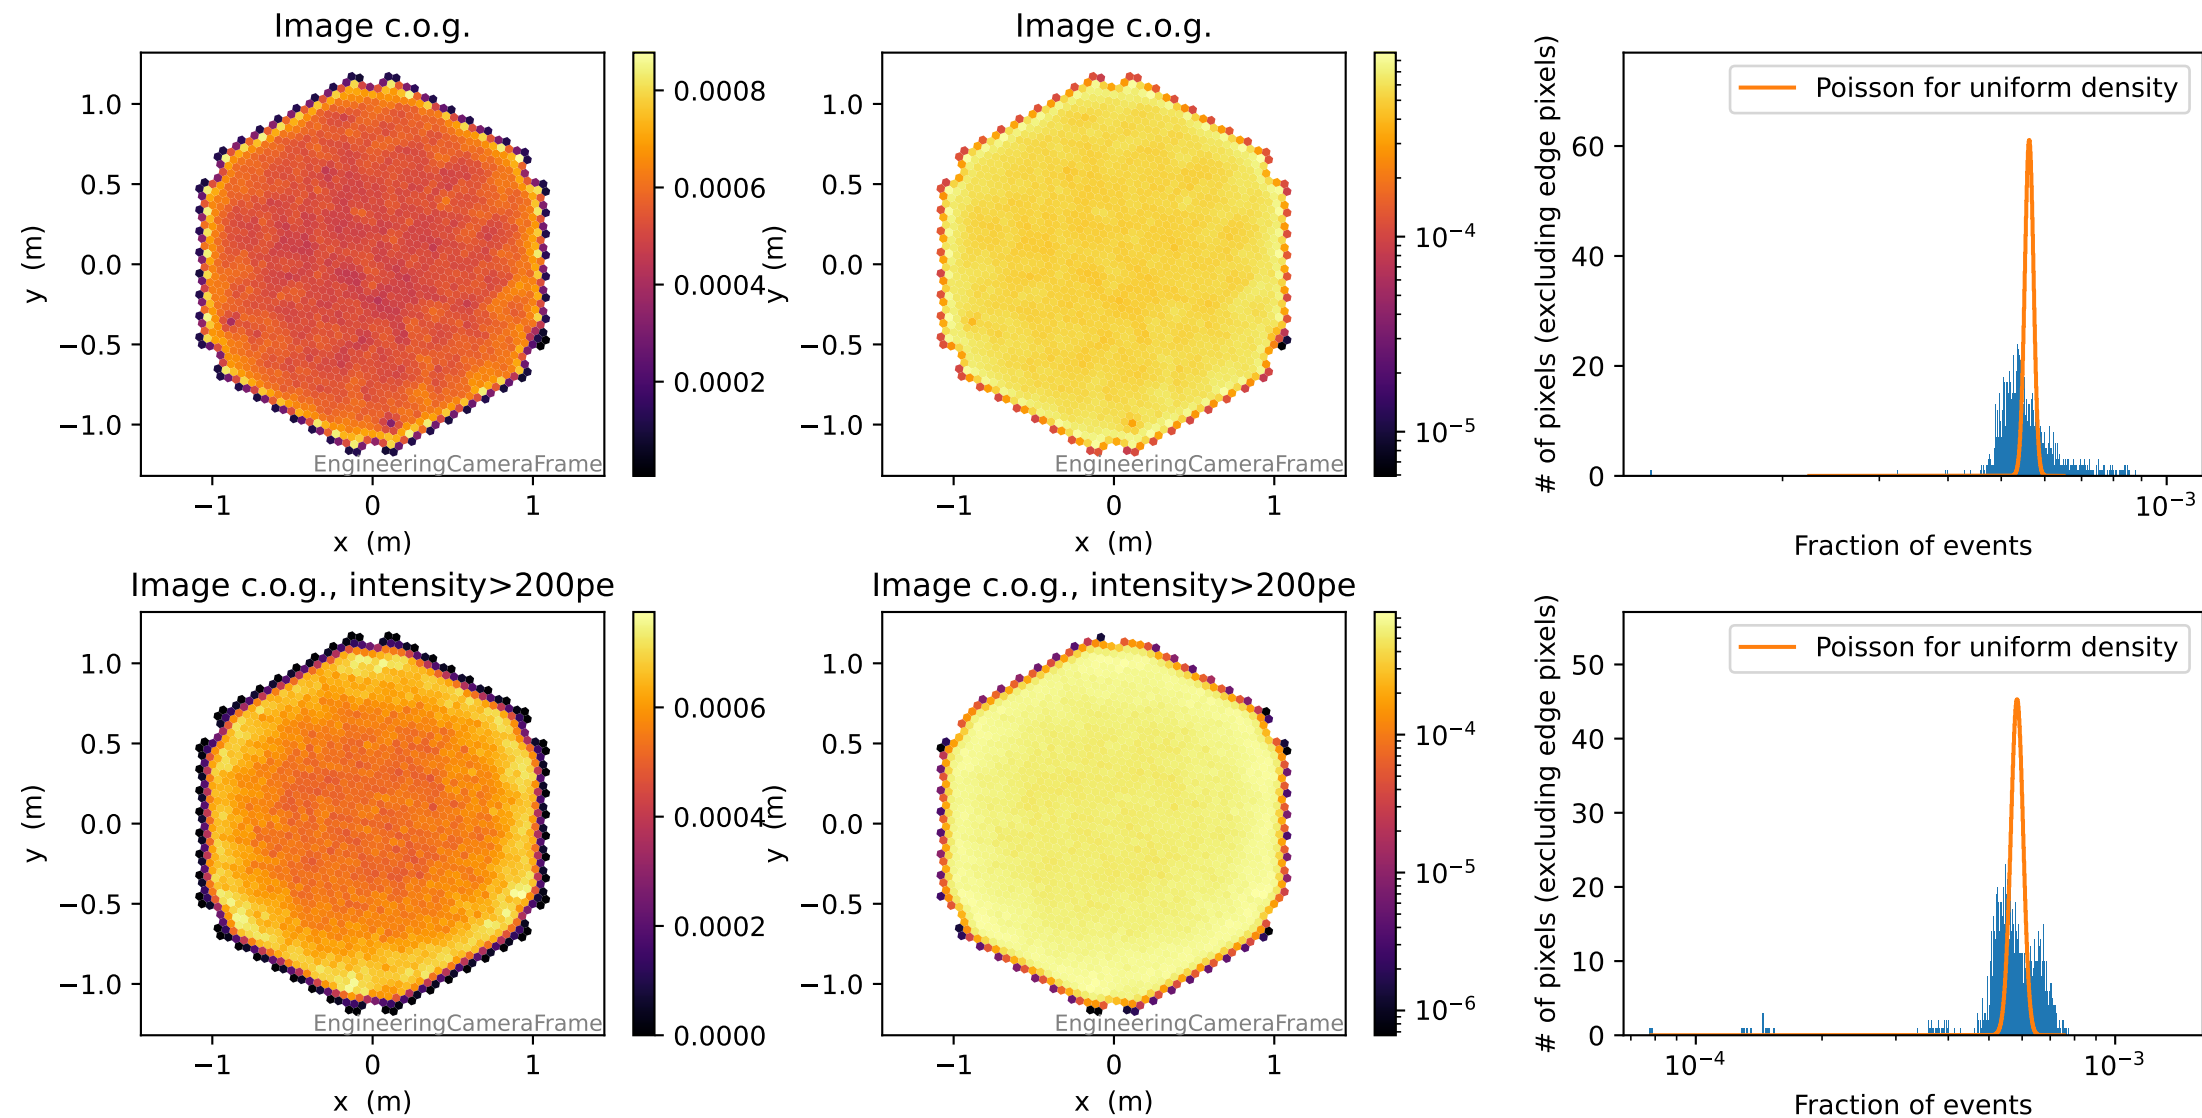 Image c.o.g.
y (m)
1.0
0.5
0.0
−0.5
−1.0
EngineeringCameraFrame
−1 0 1
x (m)
0.0008
0.0006
0.0004
0.0002
Image c.o.g.
y (m)
1.0
0.5
0.0
−0.5
−1.0
EngineeringCameraFrame
−1 0 1
x (m)
10−4
10−5
# of pixels (excluding edge pixels)
Poisson for uniform density
60
40
20
0
10−3
Fraction of events
Image c.o.g., intensity>200pe
y (m)
1.0
0.5
0.0
−0.5
−1.0
EngineeringCameraFrame
−1 0 1
x (m)
0.0006
0.0004
0.0002
0.0000
Image c.o.g., intensity>200pe
y (m)
1.0
0.5
0.0
−0.5
−1.0
EngineeringCameraFrame
−1 0 1
x (m)
10−4
10−5
10−6
# of pixels (excluding edge pixels)
Poisson for uniform density
50
40
30
20
10
0
10−4 10−3
Fraction of events